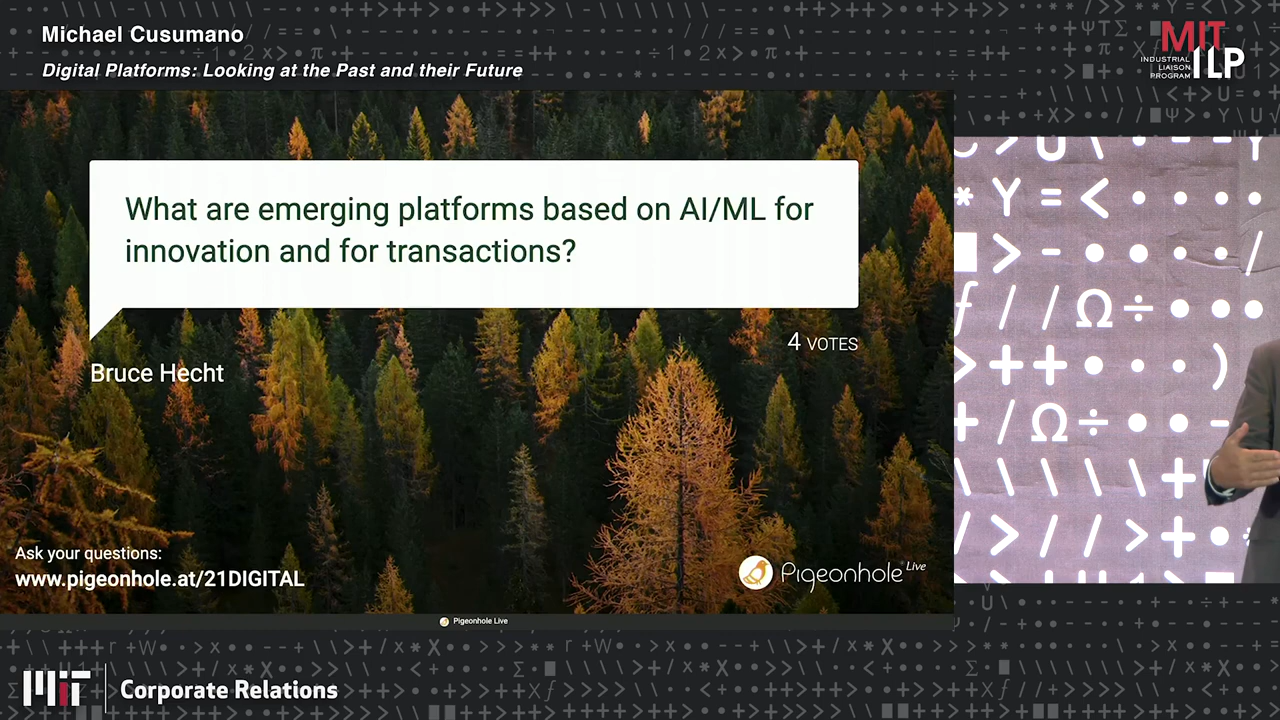 Michael Cusumano
Digital Platforms: Looking at the Past and their Future
MIT
INDUSTRIAL
LIAISON
PROGRAM
ILP
What are emerging platforms based on AI/ML for
innovation and for transactions?
4 VOTES
Bruce Hecht
Ask your questions:
www.pigeonhole.at/21DIGITAL
Pigeonhole Live
Pigeonhole Live
MIT
Corporate Relations